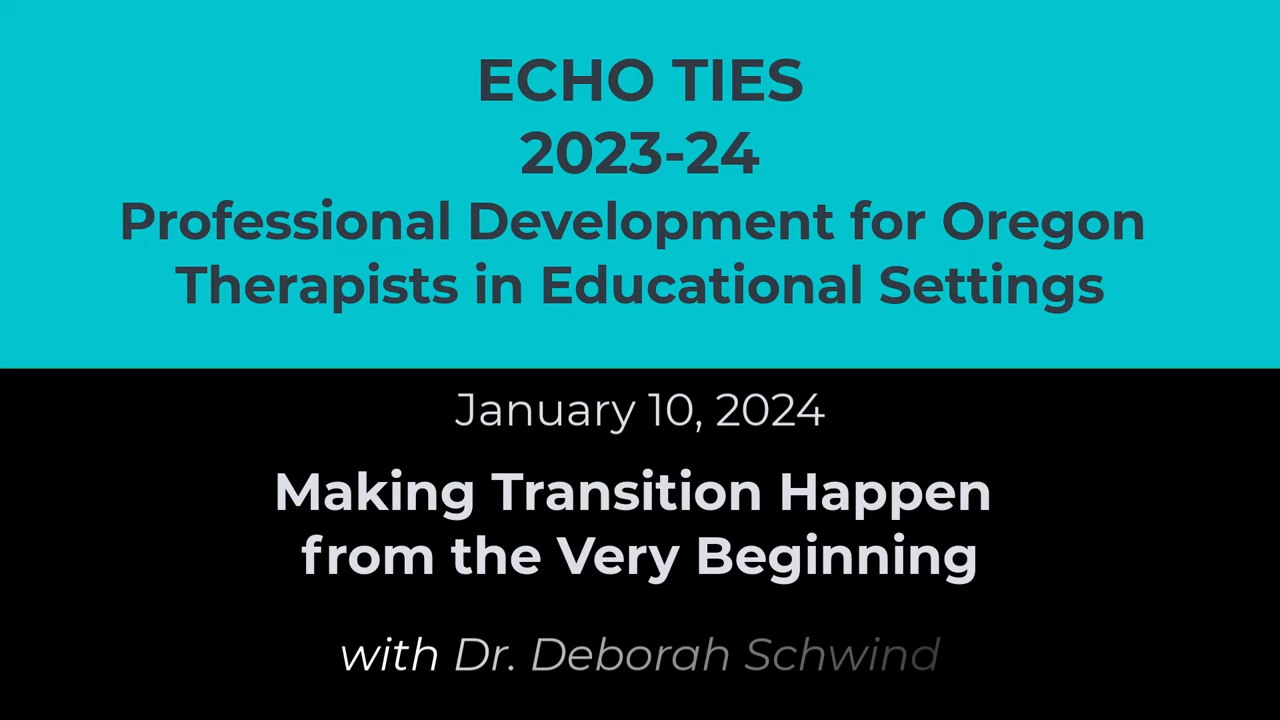 ECHO TIES
2023-24
Professional Development for Oregon
Therapists in Educational Settings
January 10, 2024
Making Transition Happen
from the Very Beginning
with Dr. Deborah Schwind